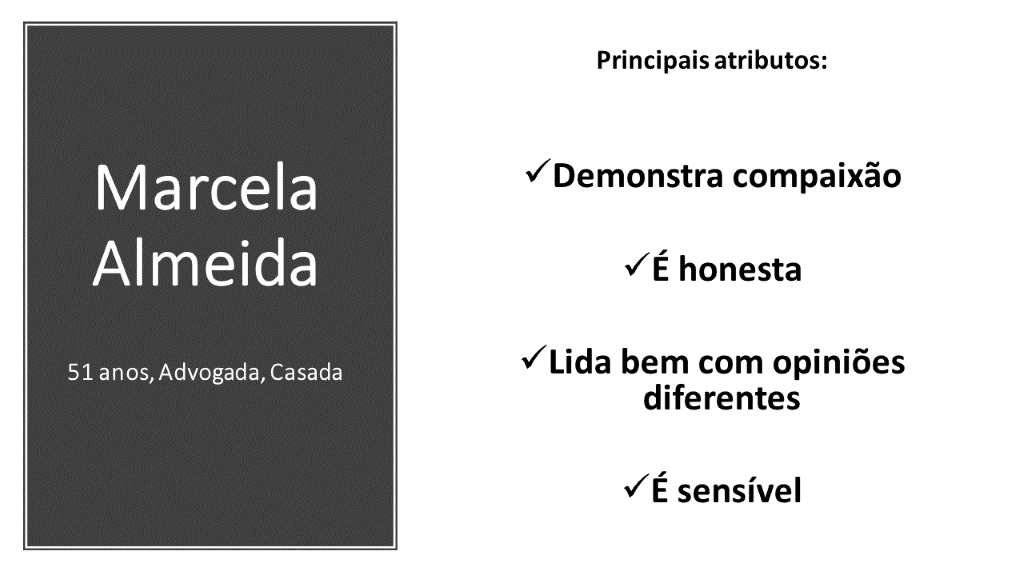 Marcela
Almeida
51 anos, Advogada, Casada
Principais atributos:
✓Demonstra compaixão
✓É honesta
✓Lida bem com opiniões
diferentes
✓É sensível